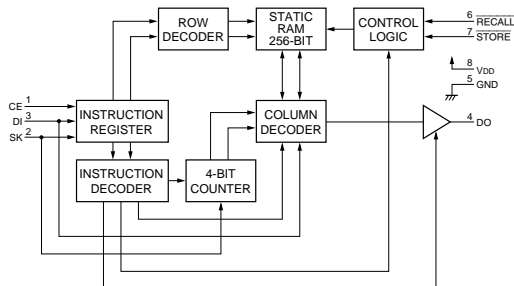 ROW
DECODER
STATIC
RAM
256-BIT
CONTROL
LOGIC
6 RECALL
7 STORE
8 VDD
5 GND
CE 1
DI 3
SK 2
INSTRUCTION
REGISTER
COLUMN
DECODER
4 DO
INSTRUCTION
DECODER
4-BIT
COUNTER